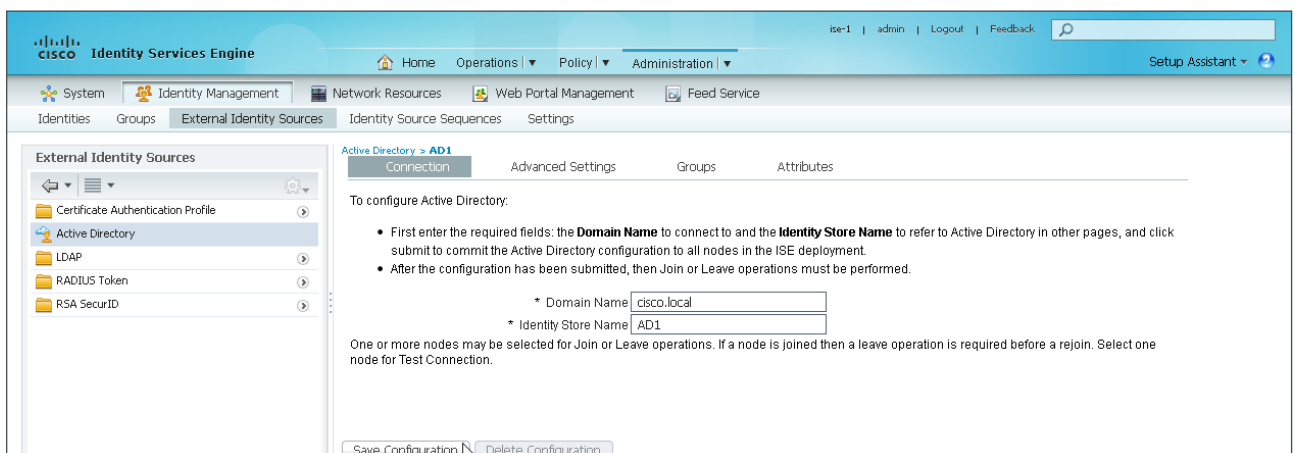 ise-1 | admin | Logout | Feedback
cisco Identity Services Engine
Home Operations | ▼ Policy | ▼ Administration | ▼
Setup Assistant ▼
System Identity Management Network Resources Web Portal Management Feed Service
Identities Groups External Identity Sources Identity Source Sequences Settings
External Identity Sources
Certificate Authentication Profile
Active Directory
LDAP
RADIUS Token
RSA SecurID
Active Directory > AD1
Connection Advanced Settings Groups Attributes
To configure Active Directory:
• First enter the required fields: the Domain Name to connect to and the Identity Store Name to refer to Active Directory in other pages, and click
submit to commit the Active Directory configuration to all nodes in the ISE deployment.
• After the configuration has been submitted, then Join or Leave operations must be performed.
* Domain Name cisco.local
* Identity Store Name AD1
One or more nodes may be selected for Join or Leave operations. If a node is joined then a leave operation is required before a rejoin. Select one
node for Test Connection.
Save Configuration Delete Configuration